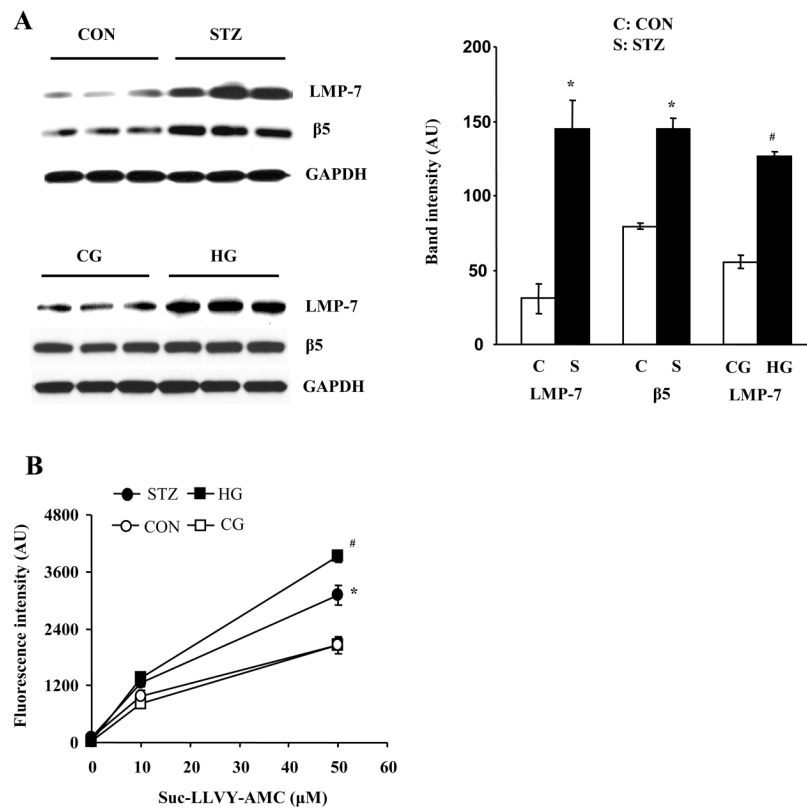 A
CON STZ
LMP-7
β5
GAPDH
CG HG
LMP-7
β5
GAPDH
C: CON
S: STZ
Band intensity (AU)
200
150
100
50
0
* * #
C S C S CG HG
LMP-7 β5 LMP-7
B
STZ HG
CON CG
Fluorescence intensity (AU)
4800
3600
2400
1200
0
#
*
0 10 20 30 40 50 60
Suc-LLVY-AMC (µM)